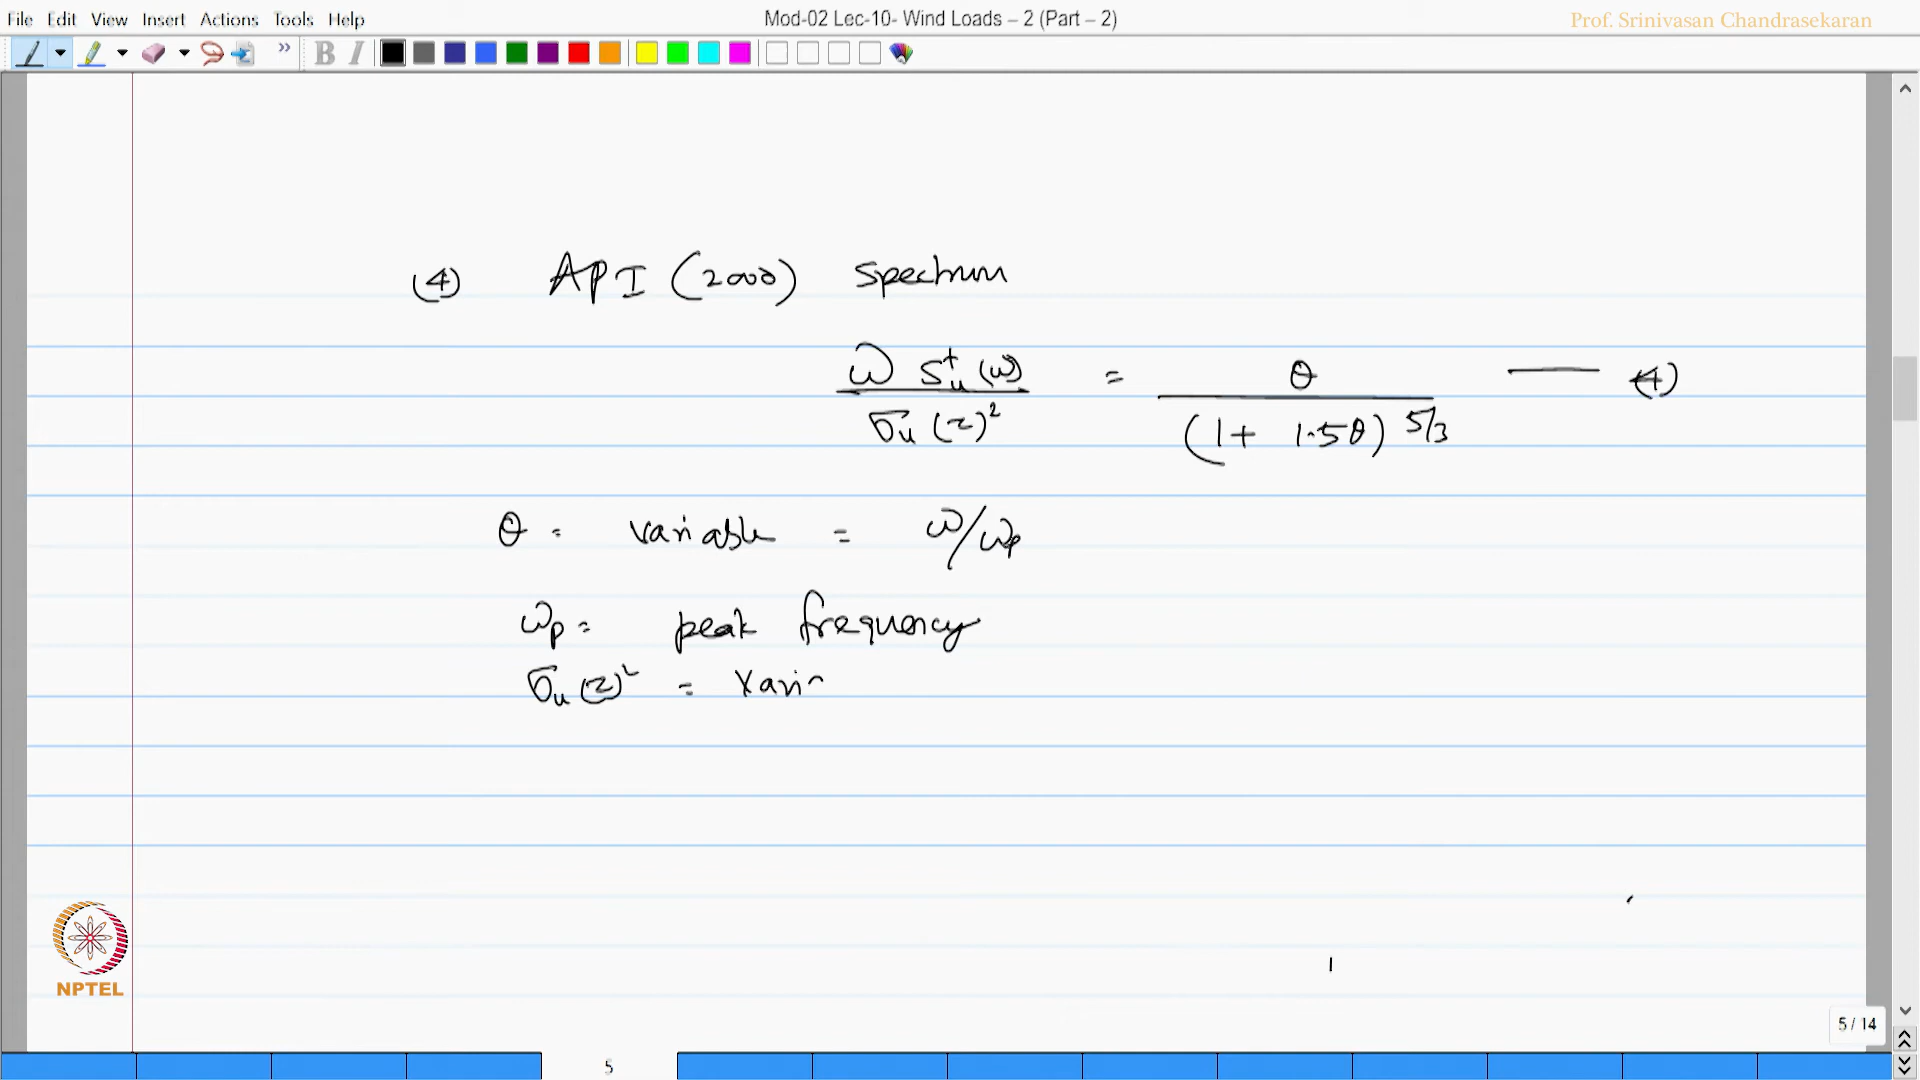 File Edit View Insert Actions Tools Help
Mod-02 Lec-10- Wind Loads – 2 (Part – 2)
Prof. Srinivasan Chandrasekaran
B I
(4) API (2000) Spectrum
ω S⁺ᵤ(ω) / σᵤ(z)² = θ / (1 + 1.5θ)^5/3 — (4)
θ = variable = ω/ωₚ
ωₚ = peak frequency
σᵤ(z)² = Vari
NPTEL
5 / 14
5